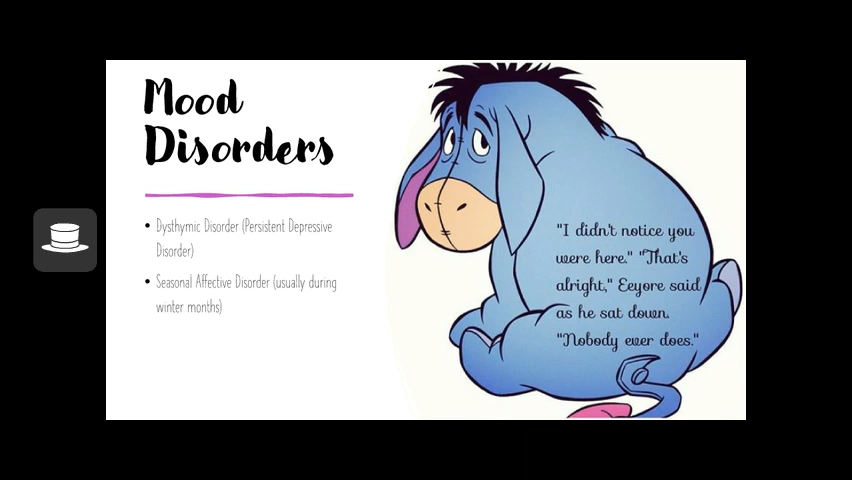 Mood
Disorders
• Dysthymic Disorder (Persistent Depressive
Disorder)
• Seasonal Affective Disorder (usually during
winter months)
"I didn't notice you
were here." "That's
alright," Eeyore said
as he sat down.
"Nobody ever does."